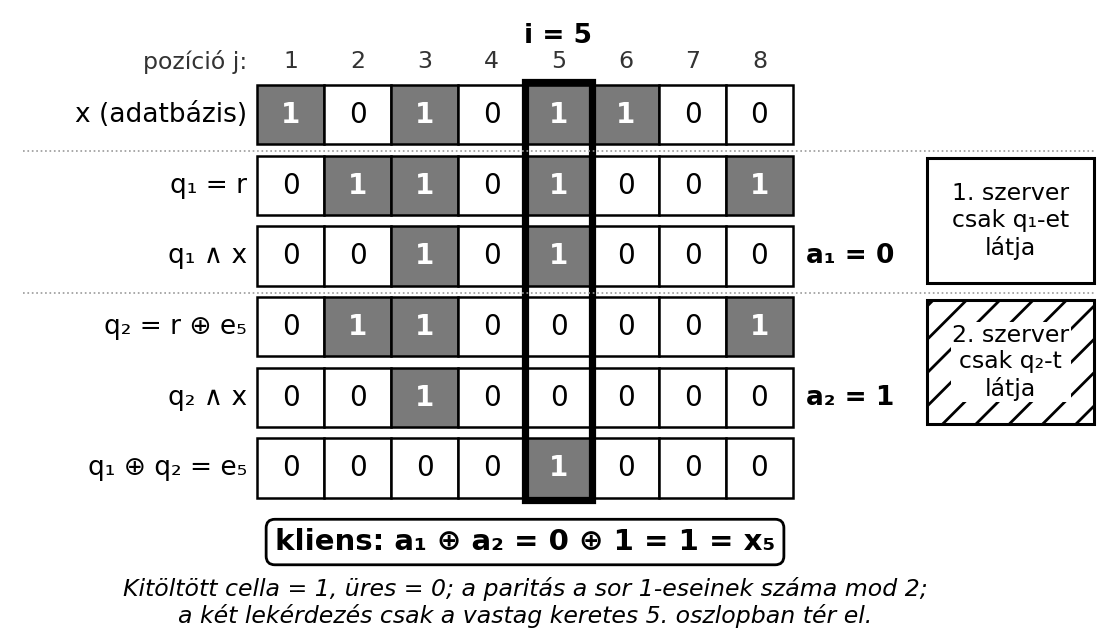 i = 5
pozíció j: 1 2 3 4 5 6 7 8
x (adatbázis) 1 0 1 0 1 1 0 0
q₁ = r 0 1 1 0 1 0 0 1
q₁ ∧ x 0 0 1 0 1 0 0 0 a₁ = 0
1. szerver
csak q₁-et
látja
q₂ = r ⊕ e₅ 0 1 1 0 0 0 0 1
q₂ ∧ x 0 0 1 0 0 0 0 0 a₂ = 1
2. szerver
csak q₂-t
látja
q₁ ⊕ q₂ = e₅ 0 0 0 0 1 0 0 0
kliens: a₁ ⊕ a₂ = 0 ⊕ 1 = 1 = x₅
Kitöltött cella = 1, üres = 0; a paritás a sor 1-eseinek száma mod 2;
a két lekérdezés csak a vastag keretes 5. oszlopban tér el.